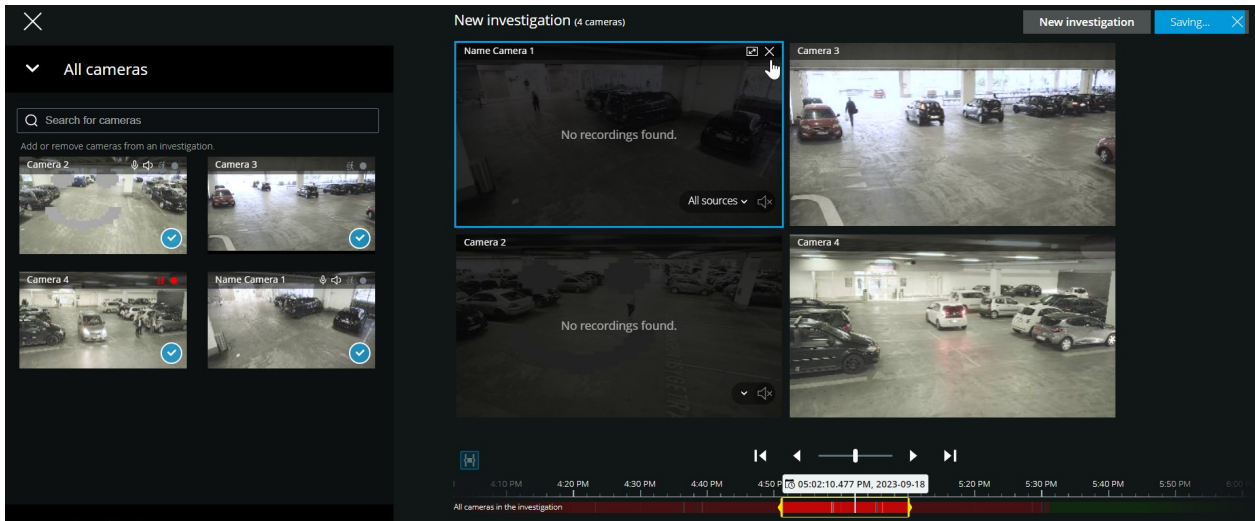 New investigation (4 cameras)
New investigation
Saving...
All cameras
Search for cameras
Add or remove cameras from an investigation.
Camera 2
Camera 3
Camera 4
Name Camera 1
Name Camera 1
No recordings found.
All sources
Camera 3
Camera 2
No recordings found.
Camera 4
4:10 PM 4:20 PM 4:30 PM 4:40 PM 4:50 P 05:02:10.477 PM, 2023-09-18 5:20 PM 5:30 PM 5:40 PM 5:50 PM 6:00
All cameras in the investigation